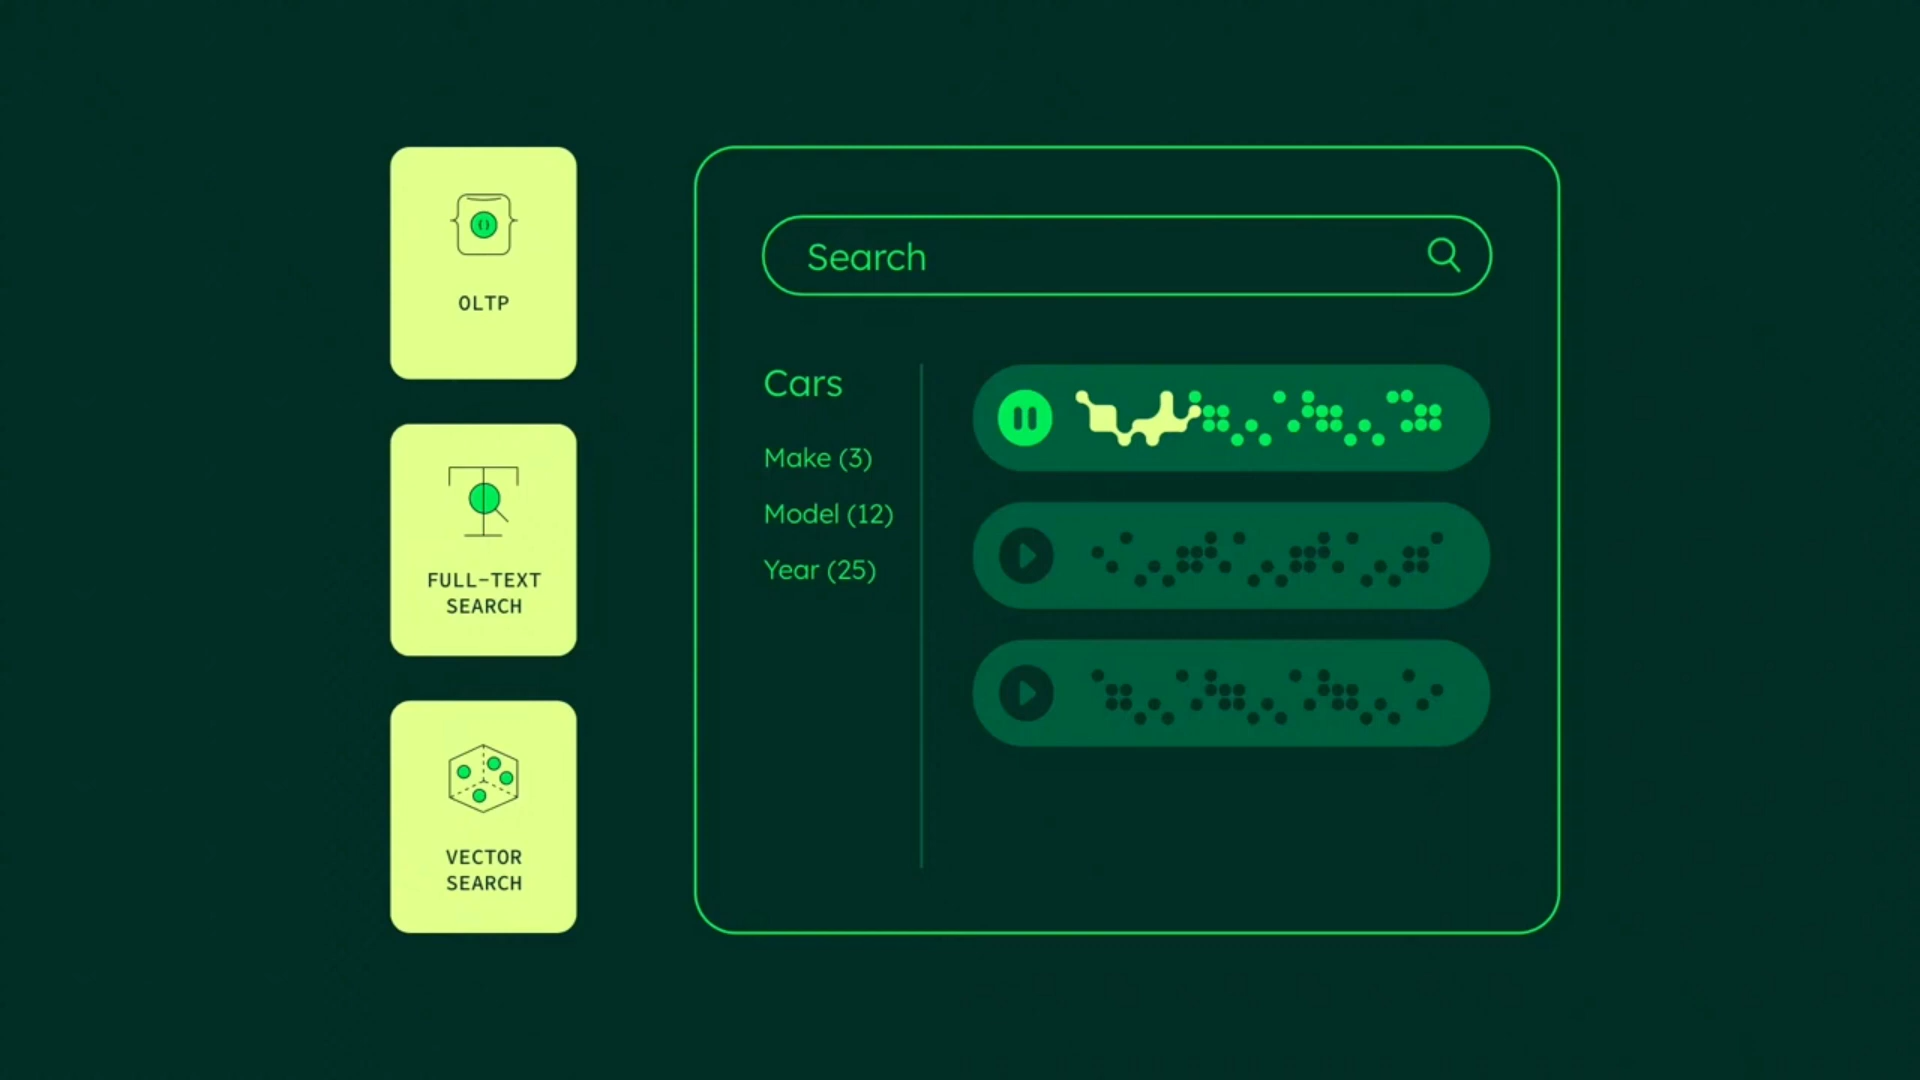 OLTP
FULL-TEXT
SEARCH
VECTOR
SEARCH
Search
Cars
Make (3)
Model (12)
Year (25)